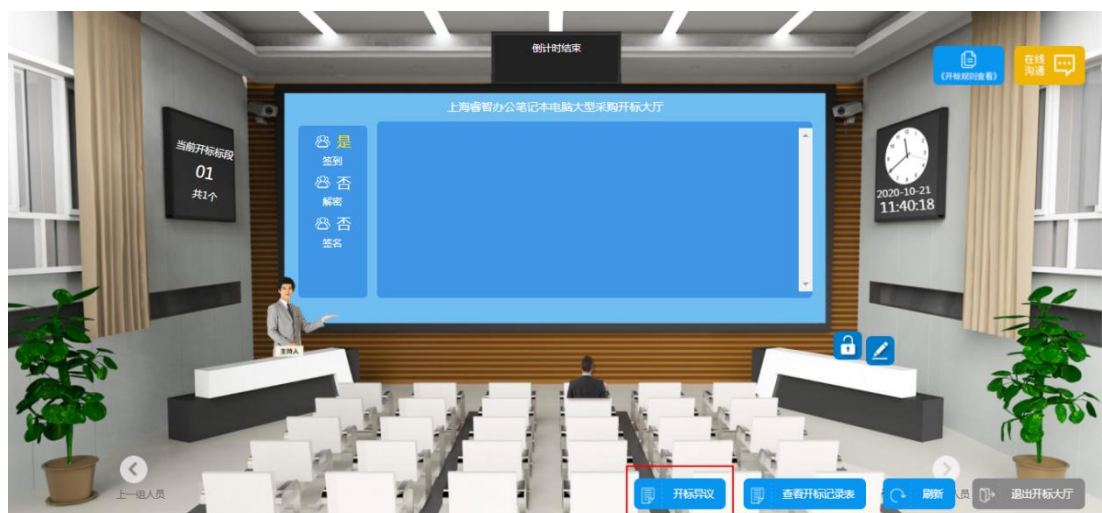 倒计时结束
《开标规则查看》
在线
沟通
上海睿智办公笔记本电脑大型采购开标大厅
当前开标标段
01
共1个
是
签到
否
解密
否
签名
2020-10-21
11:40:18
主持人
上一组人员
开标异议
查看开标记录表
刷新
员
退出开标大厅